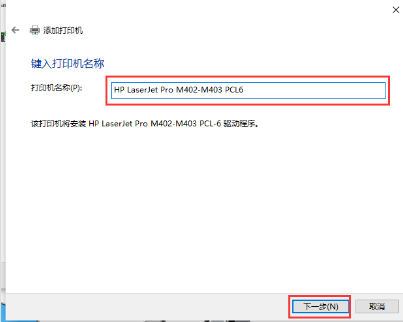 添加打印机
键入打印机名称
打印机名称(P): HP LaserJet Pro M402-M403 PCL6
该打印机将安装 HP LaserJet Pro M402-M403 PCL-6 驱动程序。
下一步(N) 取消